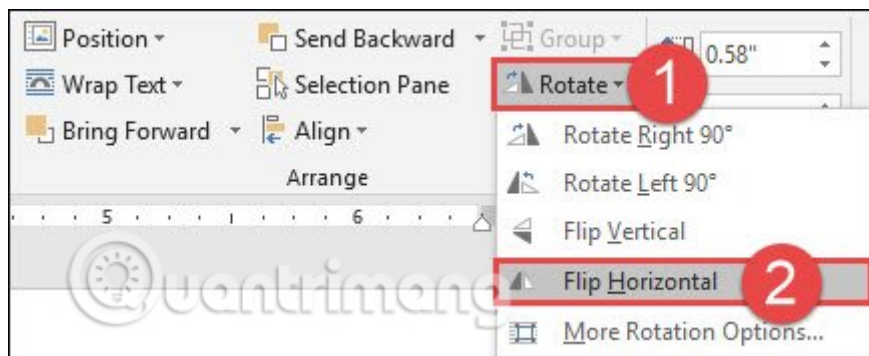 Position
Send Backward
Group
0.58"
Wrap Text
Selection Pane
Rotate
1
Bring Forward
Align
Rotate Right 90°
Arrange
Rotate Left 90°
5 6
Flip Vertical
Flip Horizontal
2
Quantrimang
More Rotation Options...